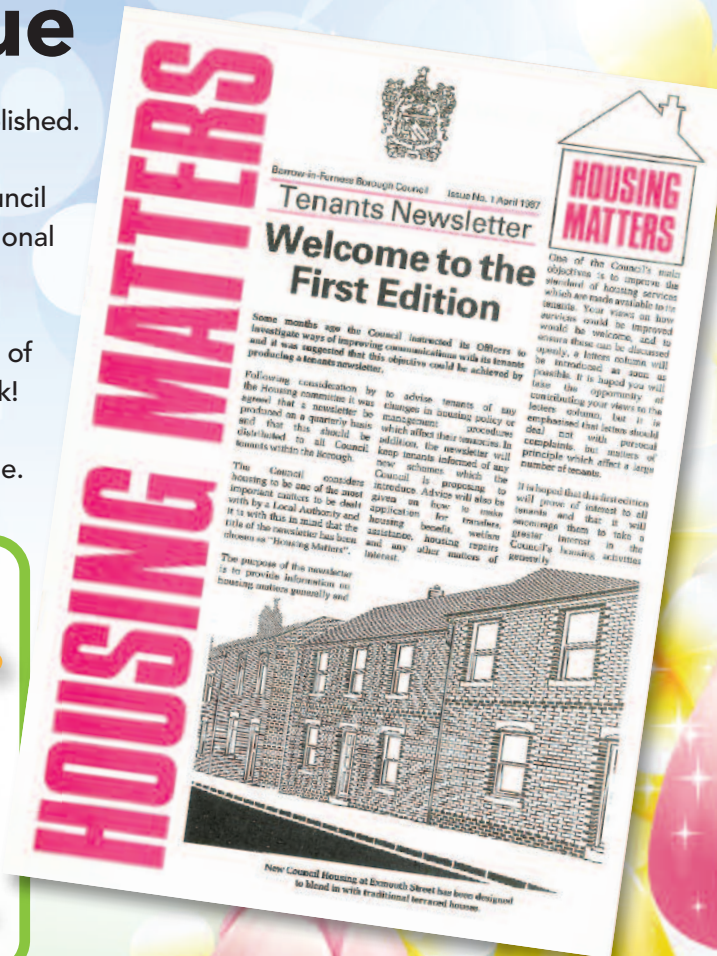 ue
lished.
uncil
ional
of
k!
e.
HOUSING MATTERS
Barrow-in-Furness Borough Council Issue No. 1 April 1987
Tenants Newsletter
Welcome to the
First Edition
Some months ago the Council instructed its Officers to
investigate ways of improving communications with its tenants
and it was suggested that this objective could be achieved by
producing a tenants newsletter.
Following consideration by
the Housing committee it was
agreed that a newsletter be
produced on a quarterly basis
and that this should be
distributed to all Council
tenants within the Borough.
The Council considers
housing to be one of the most
important matters to be dealt
with by a Local Authority and
it is with this in mind that the
title of the newsletter has been
chosen as "Housing Matters".
The purpose of the newsletter
is to provide information on
housing matters generally and
to advise tenants of any
changes in housing policy or
management procedures
which affect their tenancies. In
addition, the newsletter will
keep tenants informed of any
new schemes which the
Council is proposing to
introduce. Advice will also be
given on how to make
application for transfers,
housing benefit, welfare
assistance, housing repairs
and any other matters of
interest.
HOUSING
MATTERS
One of the Council's main
objectives is to improve the
standard of housing services
which are made available to its
tenants. Your views on how
services could be improved
would be welcome, and to
ensure these can be discussed
openly, a letters column will
be introduced as soon as
possible. It is hoped you will
take the opportunity of
contributing your views to the
letters column, but it is
emphasised that letters should
deal not with personal
complaints, but matters of
principle which affect a large
number of tenants.
It is hoped that this first edition
will prove of interest to all
tenants and that it will
encourage them to take a
greater interest in the
Council's housing activities
generally
New Council Housing at Exmouth Street has been designed
to blend in with traditional terraced houses.